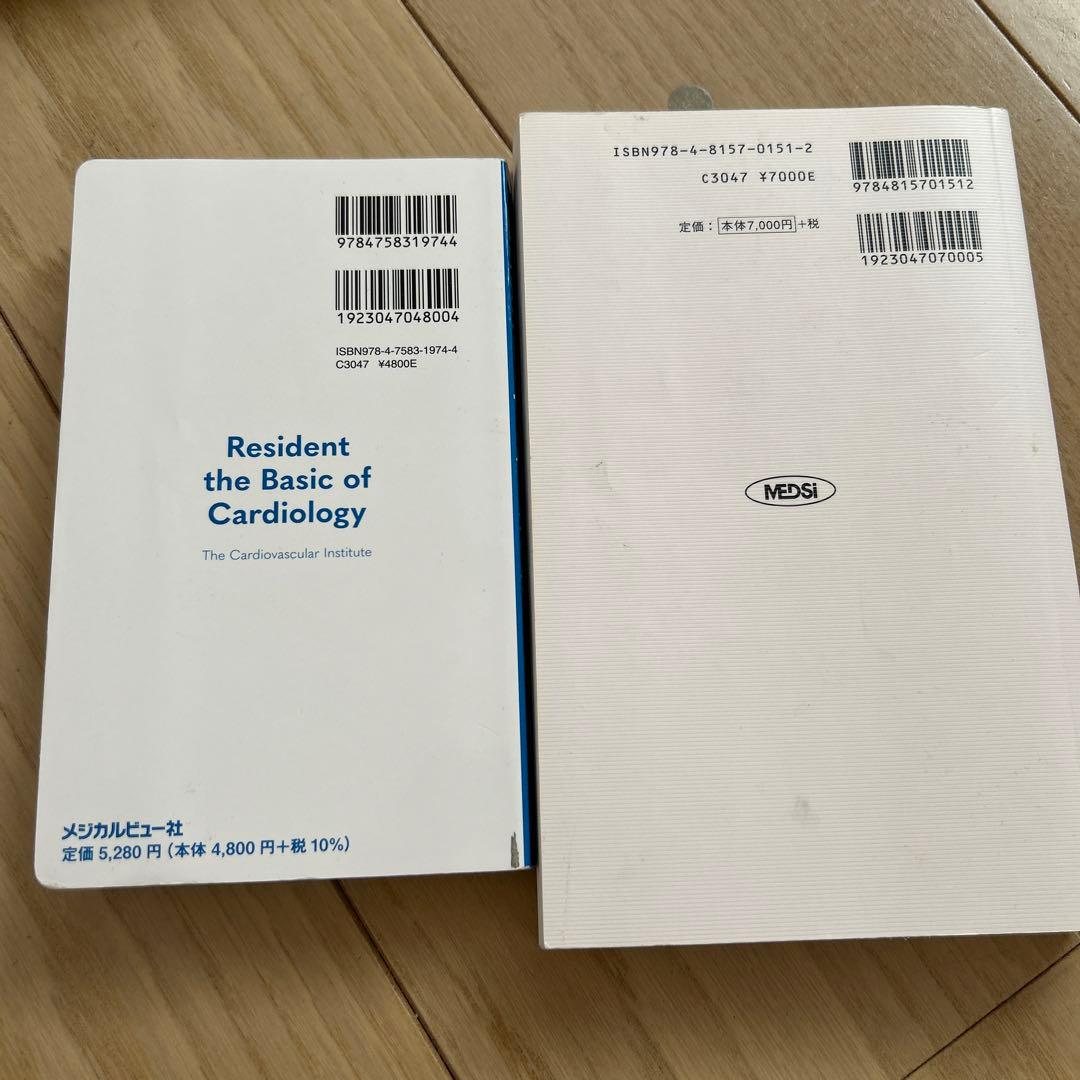 9784758319744
1923047048004
ISBN978-4-7583-1974-4
C3047 ¥4800E
Resident
the Basic of
Cardiology
The Cardiovascular Institute
メジカルビュー社
定価 5,280 円（本体 4,800 円＋税 10%）
ISBN978-4-8157-0151-2
C3047 ¥7000E
9784815701512
定価：本体7,000円＋税
1923047070005
MEDSi